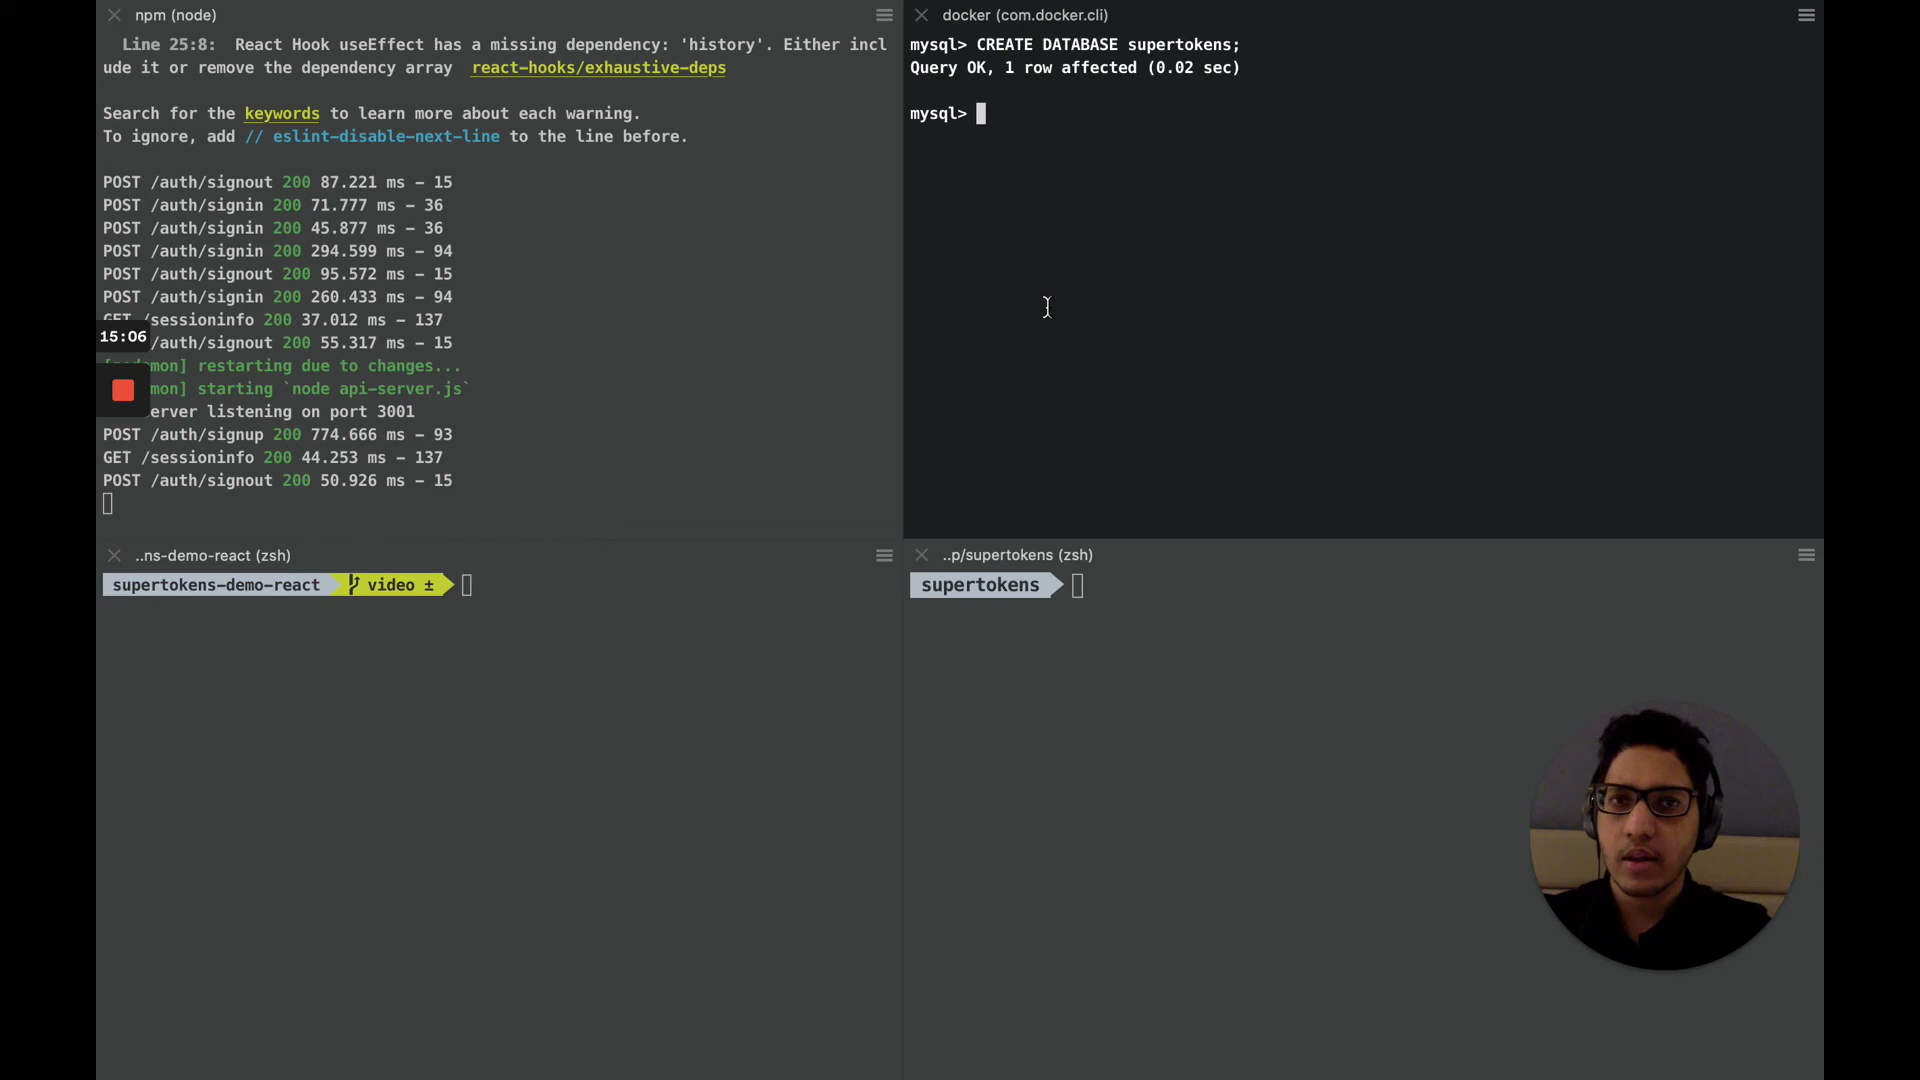 npm (node)
Line 25:8: React Hook useEffect has a missing dependency: 'history'. Either incl
ude it or remove the dependency array react-hooks/exhaustive-deps
Search for the keywords to learn more about each warning.
To ignore, add // eslint-disable-next-line to the line before.
POST /auth/signout 200 87.221 ms - 15
POST /auth/signin 200 71.777 ms - 36
POST /auth/signin 200 45.877 ms - 36
POST /auth/signin 200 294.599 ms - 94
POST /auth/signout 200 95.572 ms - 15
POST /auth/signin 200 260.433 ms - 94
GET /sessioninfo 200 37.012 ms - 137
15:06
/auth/signout 200 55.317 ms - 15
restarting due to changes...
starting `node api-server.js`
listening on port 3001
POST /auth/signup 200 774.666 ms - 93
GET /sessioninfo 200 44.253 ms - 137
POST /auth/signout 200 50.926 ms - 15
docker (com.docker.cli)
mysql> CREATE DATABASE supertokens;
Query OK, 1 row affected (0.02 sec)
mysql>
..ns-demo-react (zsh)
supertokens-demo-react video ±
..p/supertokens (zsh)
supertokens